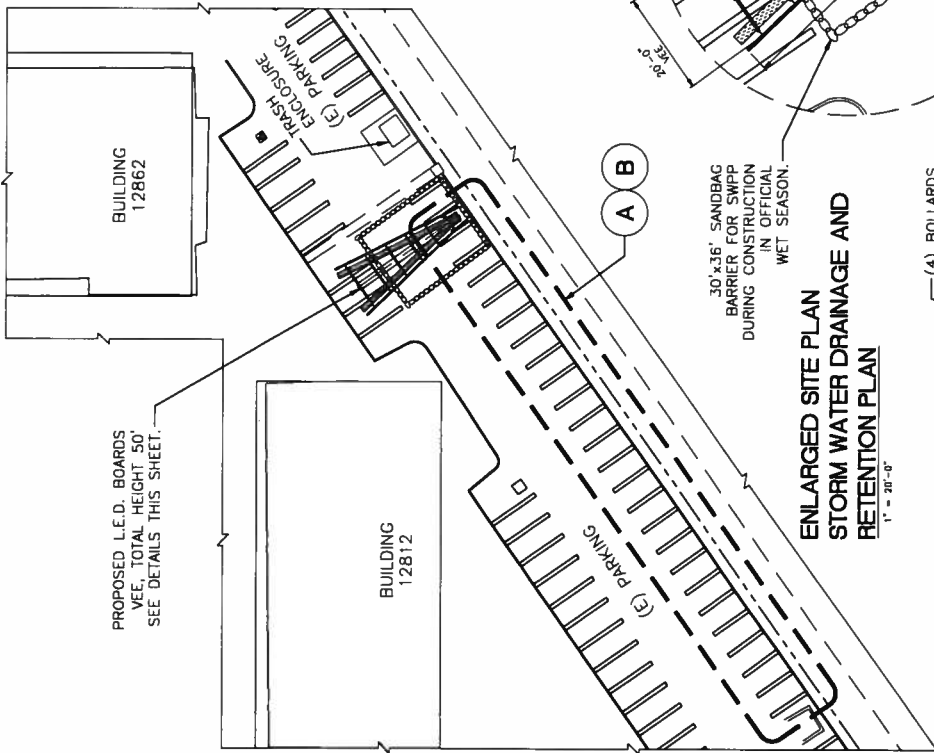 BUILDING
12862
TRASH
ENCLOSURE
(E) PARKING
20'-0"
VEE
PROPOSED L.E.D. BOARDS
VEE, TOTAL HEIGHT 50'
SEE DETAILS THIS SHEET.
A B
30'x36' SANDBAG
BARRIER FOR SWPP
DURING CONSTRUCTION
IN OFFICIAL
WET SEASON.
BUILDING
12812
(E) PARKING
ENLARGED SITE PLAN
STORM WATER DRAINAGE AND
RETENTION PLAN
1" = 20'-0"
(4) BOLLARDS